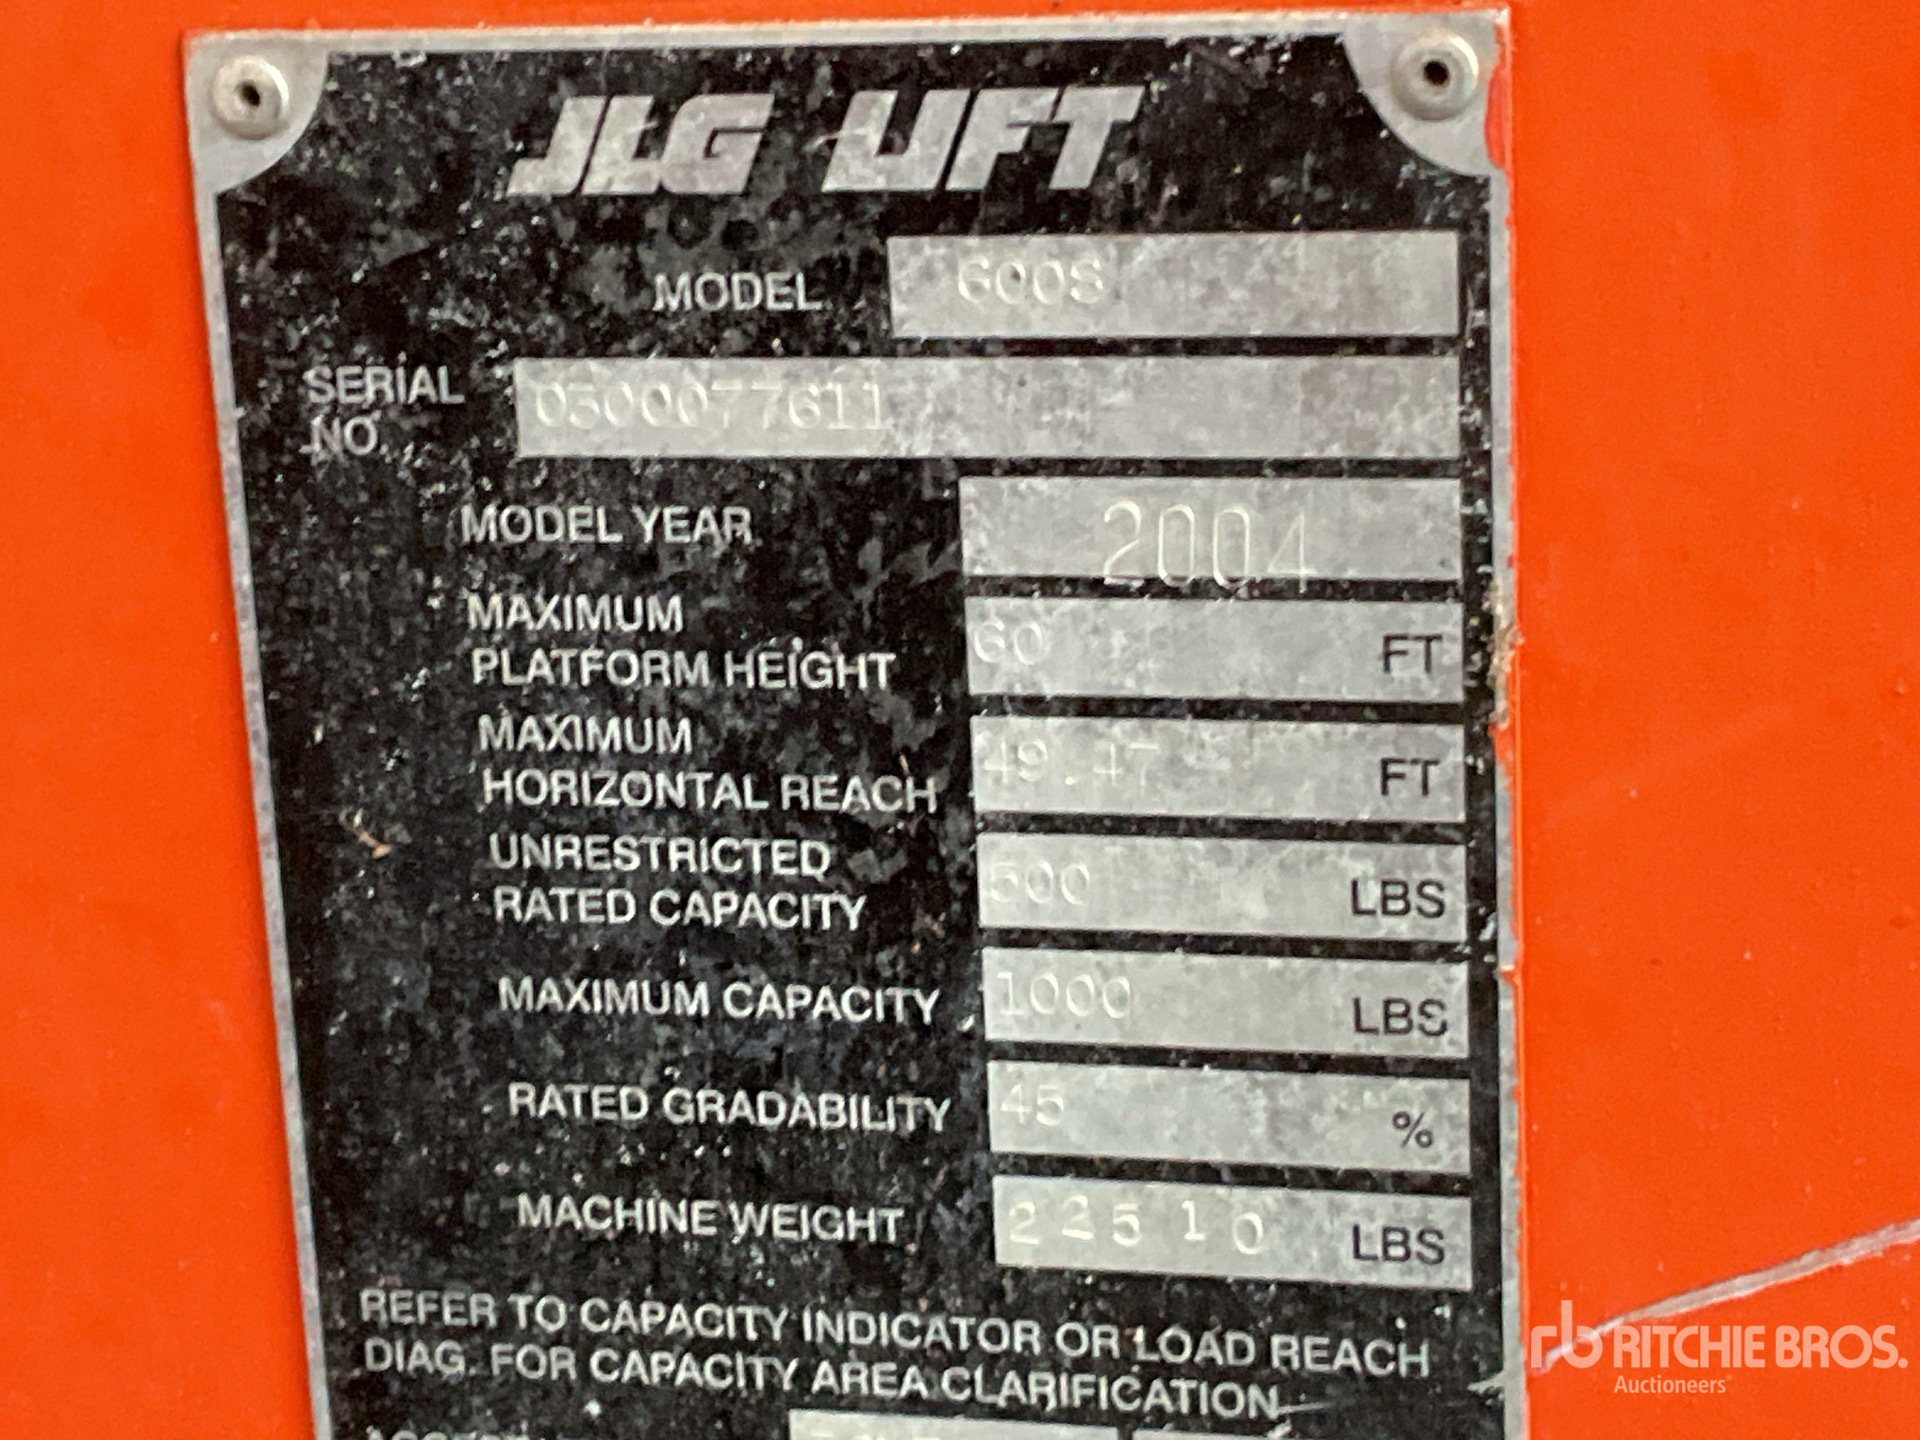 JLG LIFT
MODEL 600S
SERIAL NO. 0300077611
MODEL YEAR 2004
MAXIMUM
PLATFORM HEIGHT 60 FT
MAXIMUM
HORIZONTAL REACH 49.47 FT
UNRESTRICTED
RATED CAPACITY 500 LBS
MAXIMUM CAPACITY 1000 LBS
RATED GRADABILITY 45 %
MACHINE WEIGHT 22510 LBS
REFER TO CAPACITY INDICATOR OR LOAD REACH
DIAG. FOR CAPACITY AREA CLARIFICATION
rb RITCHIE BROS.
Auctioneers